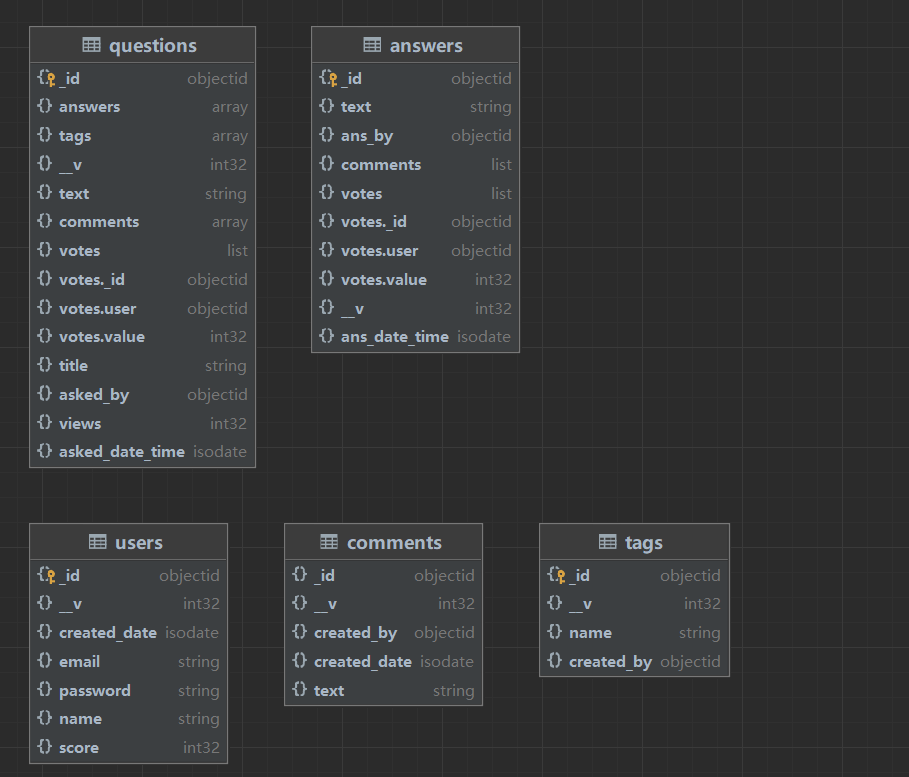 questions
_id objectid
answers array
tags array
__v int32
text string
comments array
votes list
votes._id objectid
votes.user objectid
votes.value int32
title string
asked_by objectid
views int32
asked_date_time isodate
answers
_id objectid
text string
ans_by objectid
comments list
votes list
votes._id objectid
votes.user objectid
votes.value int32
__v int32
ans_date_time isodate
users
_id objectid
__v int32
created_date isodate
email string
password string
name string
score int32
comments
_id objectid
__v int32
created_by objectid
created_date isodate
text string
tags
_id objectid
__v int32
name string
created_by objectid